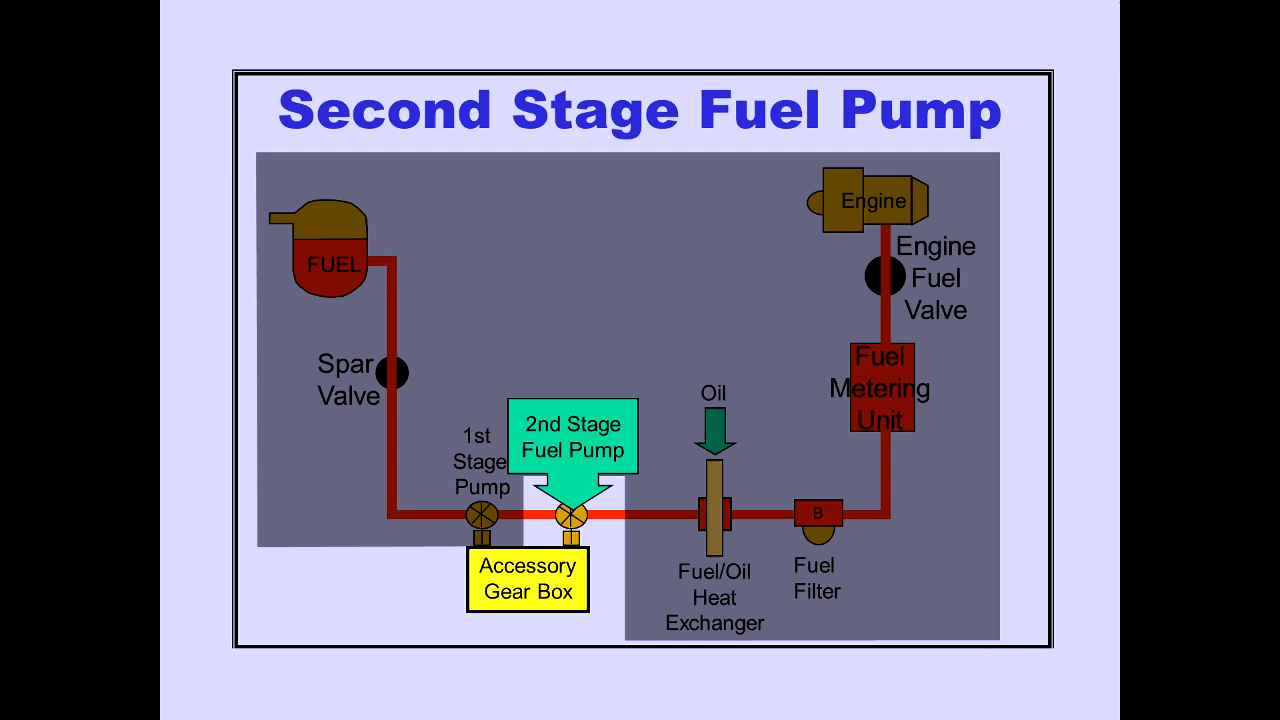 Second Stage Fuel Pump
Engine
FUEL
Engine
Fuel
Valve
Spar
Valve
Fuel
Metering
Unit
Oil
2nd Stage
Fuel Pump
1st
Stage
Pump
B
Accessory
Gear Box
Fuel/Oil
Heat
Exchanger
Fuel
Filter